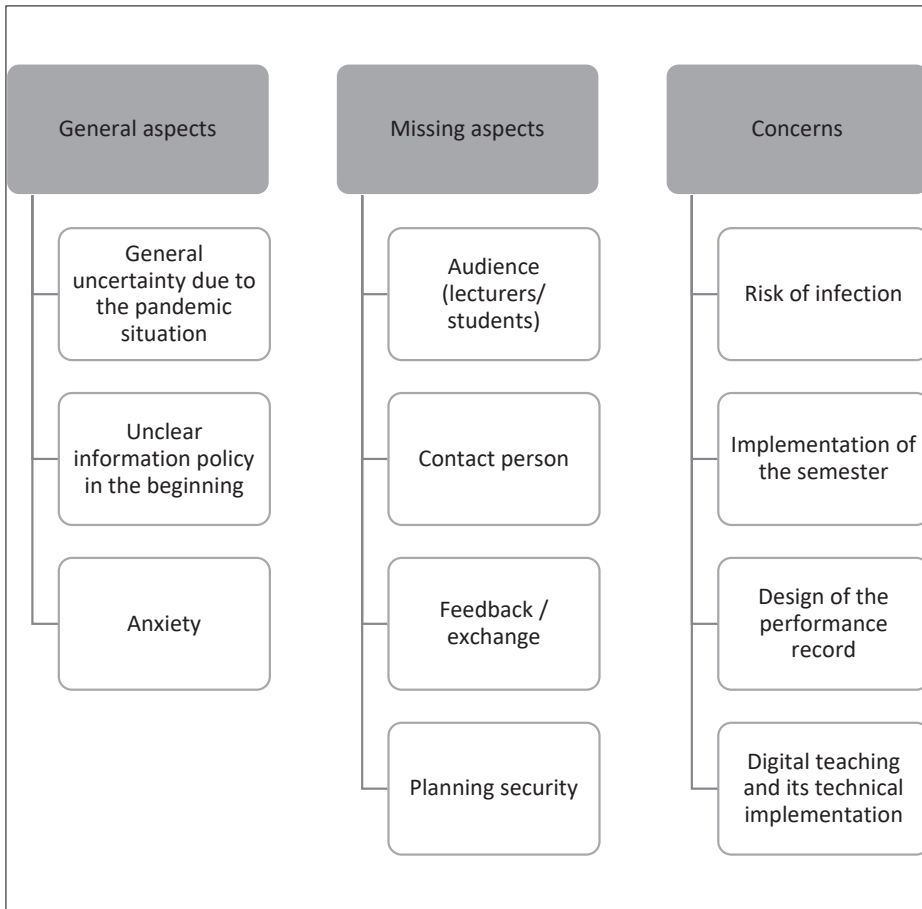 General aspects
General
uncertainty due to
the pandemic
situation
Unclear
information policy
in the beginning
Anxiety
Missing aspects
Audience
(lecturers/
students)
Contact person
Feedback /
exchange
Planning security
Concerns
Risk of infection
Implementation of
the semester
Design of the
performance
record
Digital teaching
and its technical
implementation